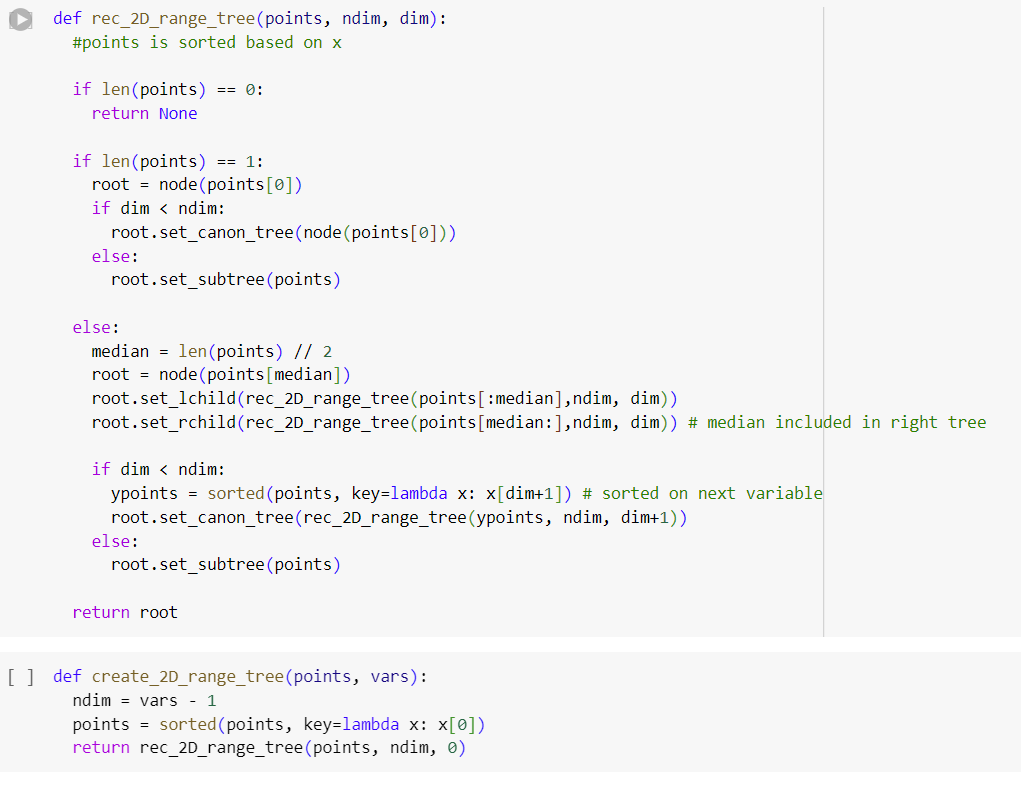 def rec_2D_range_tree(points, ndim, dim):
  #points is sorted based on x

  if len(points) == 0:
    return None

  if len(points) == 1:
    root = node(points[0])
    if dim < ndim:
      root.set_canon_tree(node(points[0]))
    else:
      root.set_subtree(points)

  else:
    median = len(points) // 2
    root = node(points[median])
    root.set_lchild(rec_2D_range_tree(points[:median],ndim, dim))
    root.set_rchild(rec_2D_range_tree(points[median:],ndim, dim)) # median included in right tree

    if dim < ndim:
      ypoints = sorted(points, key=lambda x: x[dim+1]) # sorted on next variable
      root.set_canon_tree(rec_2D_range_tree(ypoints, ndim, dim+1))
    else:
      root.set_subtree(points)

  return root

[ ] def create_2D_range_tree(points, vars):
  ndim = vars - 1
  points = sorted(points, key=lambda x: x[0])
  return rec_2D_range_tree(points, ndim, 0)